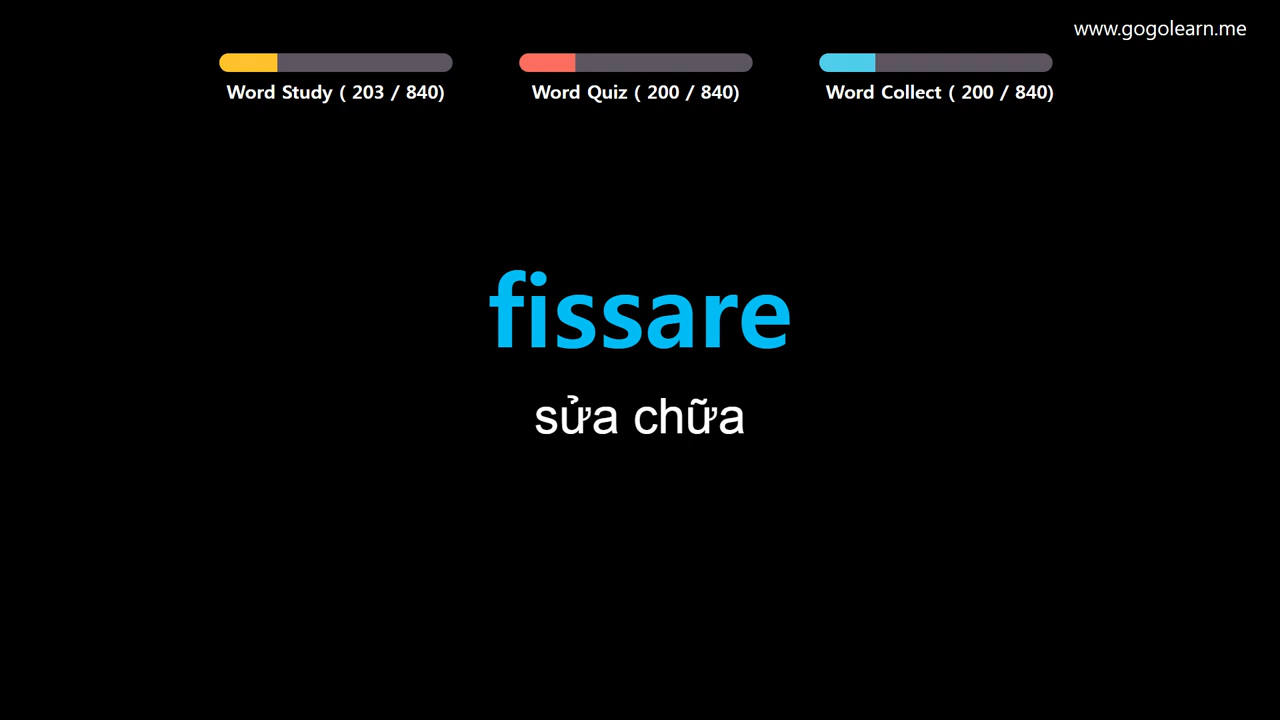 www.gogolearn.me
Word Study ( 203 / 840)
Word Quiz ( 200 / 840)
Word Collect ( 200 / 840)
fissare
sửa chữa